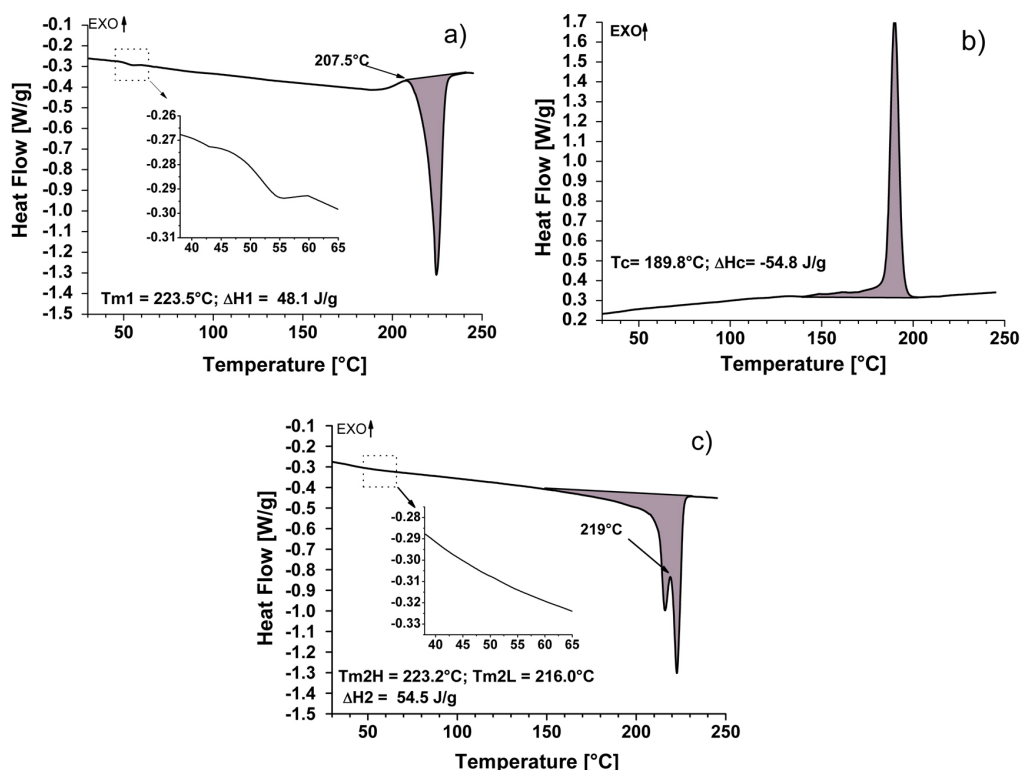 EXO
a)
-0.1
-0.2
-0.3
-0.4
-0.5
-0.6
-0.7
-0.8
-0.9
-1.0
-1.1
-1.2
-1.3
-1.4
-1.5
Heat Flow [W/g]
207.5°C
-0.26
-0.27
-0.28
-0.29
-0.30
-0.31
40 45 50 55 60 65
Tm1 = 223.5°C; ΔH1 = 48.1 J/g
50 100 150 200 250
Temperature [°C]
EXO
b)
1.7
1.6
1.5
1.4
1.3
1.2
1.1
1.0
0.9
0.8
0.7
0.6
0.5
0.4
0.3
0.2
Heat Flow [W/g]
Tc= 189.8°C; ΔHc= -54.8 J/g
50 100 150 200 250
Temperature [°C]
EXO
c)
-0.1
-0.2
-0.3
-0.4
-0.5
-0.6
-0.7
-0.8
-0.9
-1.0
-1.1
-1.2
-1.3
-1.4
-1.5
Heat Flow [W/g]
219°C
-0.28
-0.29
-0.30
-0.31
-0.32
-0.33
40 45 50 55 60 65
Tm2H = 223.2°C; Tm2L = 216.0°C
ΔH2 = 54.5 J/g
50 100 150 200 250
Temperature [°C]